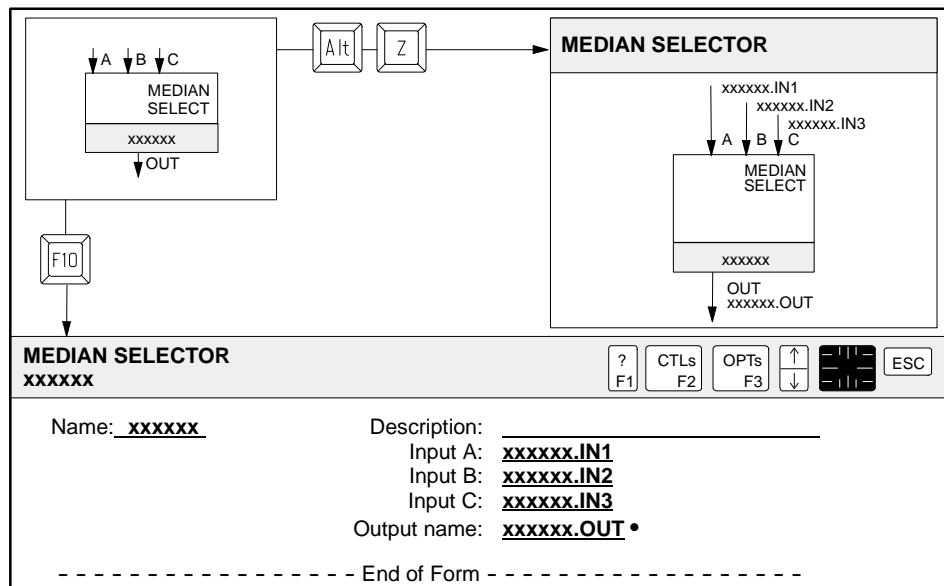 A B C
MEDIAN
SELECT
xxxxxx
OUT
Alt
Z
F10
MEDIAN SELECTOR
xxxxxx.IN1
xxxxxx.IN2
xxxxxx.IN3
A B C
MEDIAN
SELECT
xxxxxx
OUT
xxxxxx.OUT
MEDIAN SELECTOR
xxxxxx
? F1
CTLs F2
OPTs F3
↑ ↓
ESC
Name: xxxxxx
Description:
Input A: xxxxxx.IN1
Input B: xxxxxx.IN2
Input C: xxxxxx.IN3
Output name: xxxxxx.OUT •
- - - - - - - - - - - - - - - - - - End of Form - - - - - - - - - - - - - - - - - - -